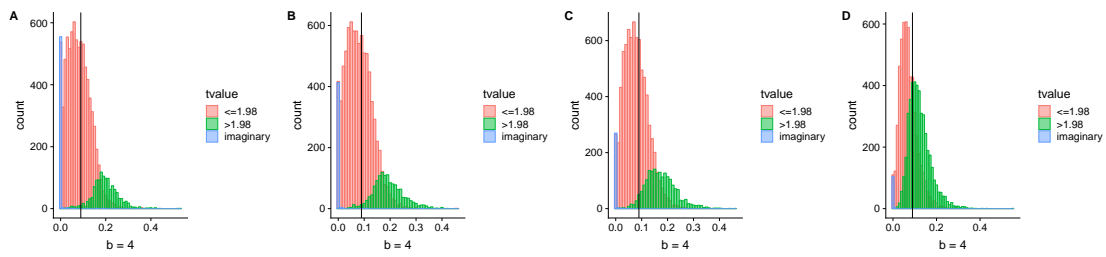 A
count
600
400
200
0
0.0 0.2 0.4
b = 4
tvalue
<=1.98
>1.98
imaginary
B
count
600
400
200
0
0.0 0.1 0.2 0.3 0.4
b = 4
tvalue
<=1.98
>1.98
imaginary
C
count
600
400
200
0
0.0 0.1 0.2 0.3 0.4
b = 4
tvalue
<=1.98
>1.98
imaginary
D
count
600
400
200
0
0.0 0.2 0.4
b = 4
tvalue
<=1.98
>1.98
imaginary